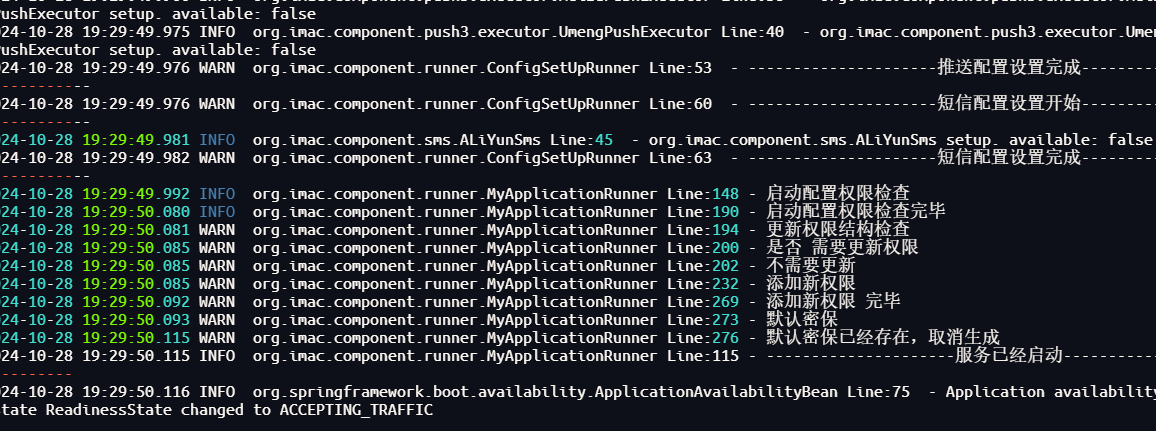 PushExecutor setup. available: false
24-10-28 19:29:49.975 INFO  org.imac.component.push3.executor.UmengPushExecutor Line:40  - org.imac.component.push3.executor.Umen
PushExecutor setup. available: false
24-10-28 19:29:49.976 WARN  org.imac.component.runner.ConfigSetUpRunner Line:53  - ---------------------推送配置设置完成---------
----------
24-10-28 19:29:49.976 WARN  org.imac.component.runner.ConfigSetUpRunner Line:60  - ---------------------短信配置设置开始---------
----------
24-10-28 19:29:49.981 INFO  org.imac.component.sms.ALiYunSms Line:45  - org.imac.component.sms.ALiYunSms setup. available: false
24-10-28 19:29:49.982 WARN  org.imac.component.runner.ConfigSetUpRunner Line:63  - ---------------------短信配置设置完成---------
----------
24-10-28 19:29:49.992 INFO  org.imac.component.runner.MyApplicationRunner Line:148 - 启动配置权限检查
24-10-28 19:29:50.080 INFO  org.imac.component.runner.MyApplicationRunner Line:190 - 启动配置权限检查完毕
24-10-28 19:29:50.081 WARN  org.imac.component.runner.MyApplicationRunner Line:194 - 更新权限结构检查
24-10-28 19:29:50.085 WARN  org.imac.component.runner.MyApplicationRunner Line:200 - 是否 需要更新权限
24-10-28 19:29:50.085 WARN  org.imac.component.runner.MyApplicationRunner Line:202 - 不需要更新
24-10-28 19:29:50.085 WARN  org.imac.component.runner.MyApplicationRunner Line:232 - 添加新权限
24-10-28 19:29:50.092 WARN  org.imac.component.runner.MyApplicationRunner Line:269 - 添加新权限 完毕
24-10-28 19:29:50.093 WARN  org.imac.component.runner.MyApplicationRunner Line:273 - 默认密保
24-10-28 19:29:50.115 WARN  org.imac.component.runner.MyApplicationRunner Line:276 - 默认密保已经存在，取消生成
24-10-28 19:29:50.115 INFO  org.imac.component.runner.MyApplicationRunner Line:115 - ---------------------服务已经启动-----------
--------
24-10-28 19:29:50.116 INFO  org.springframework.boot.availability.ApplicationAvailabilityBean Line:75  - Application availability
state ReadinessState changed to ACCEPTING_TRAFFIC